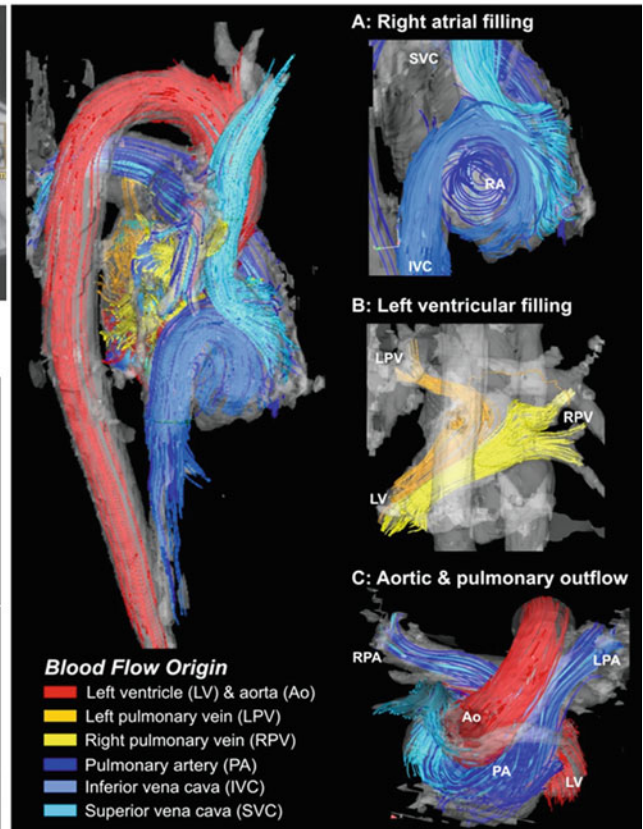 A: Right atrial filling
SVC
RA
IVC
B: Left ventricular filling
LPV
RPV
LV
C: Aortic & pulmonary outflow
RPA
LPA
Ao
PA
LV
Blood Flow Origin
Left ventricle (LV) & aorta (Ao)
Left pulmonary vein (LPV)
Right pulmonary vein (RPV)
Pulmonary artery (PA)
Inferior vena cava (IVC)
Superior vena cava (SVC)